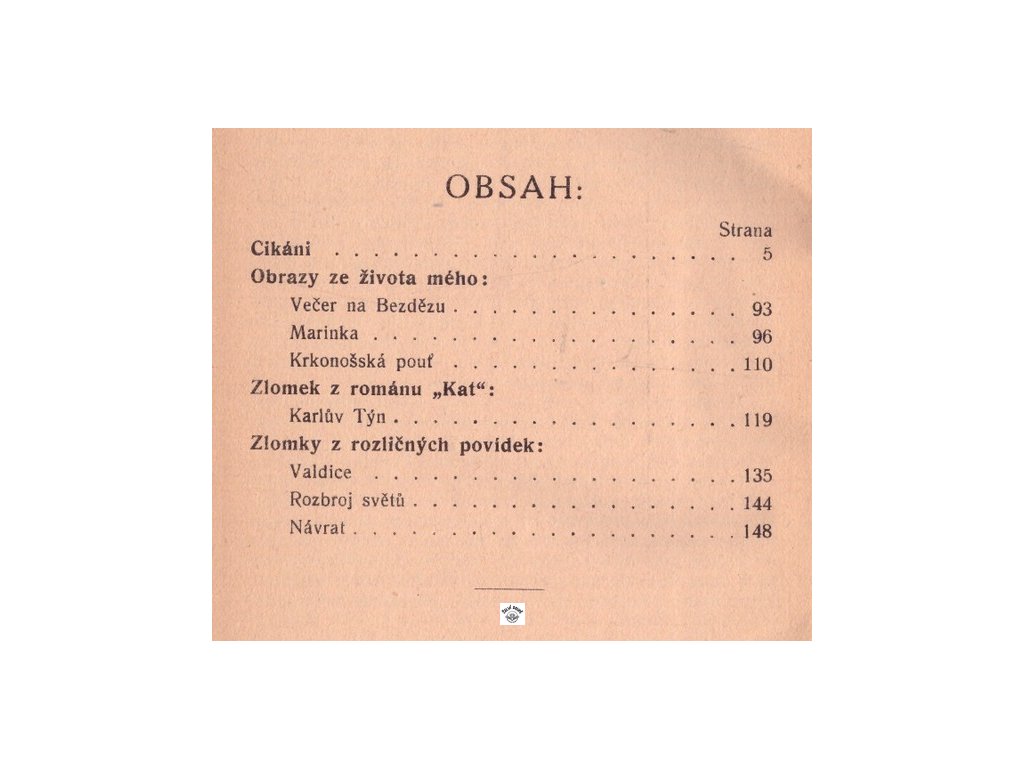 OBSAH:
Strana
Cikáni . . . . . . . . . . . . . . . . . . . . . 5
Obrazy ze života mého:
Večer na Bezdězu . . . . . . . . . . . . . . . 93
Marinka . . . . . . . . . . . . . . . . . . . 96
Krkonošská pouť . . . . . . . . . . . . . . . 110
Zlomek z románu „Kat“:
Karlův Týn . . . . . . . . . . . . . . . . . . 119
Zlomky z rozličných povídek:
Valdice . . . . . . . . . . . . . . . . . . . 135
Rozbroj světů . . . . . . . . . . . . . . . . . 144
Návrat . . . . . . . . . . . . . . . . . . . . 148